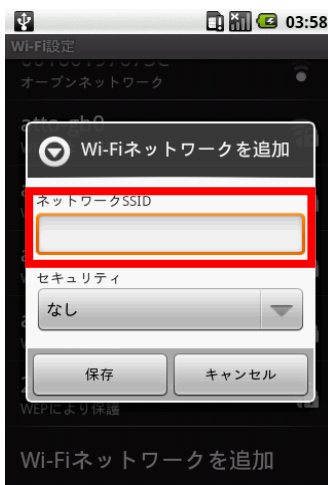 03:58
Wi-Fi設定
オープンネットワーク
Wi-Fiネットワークを追加
ネットワークSSID
セキュリティ
なし
保存
キャンセル
WEPにより保護
Wi-Fiネットワークを追加